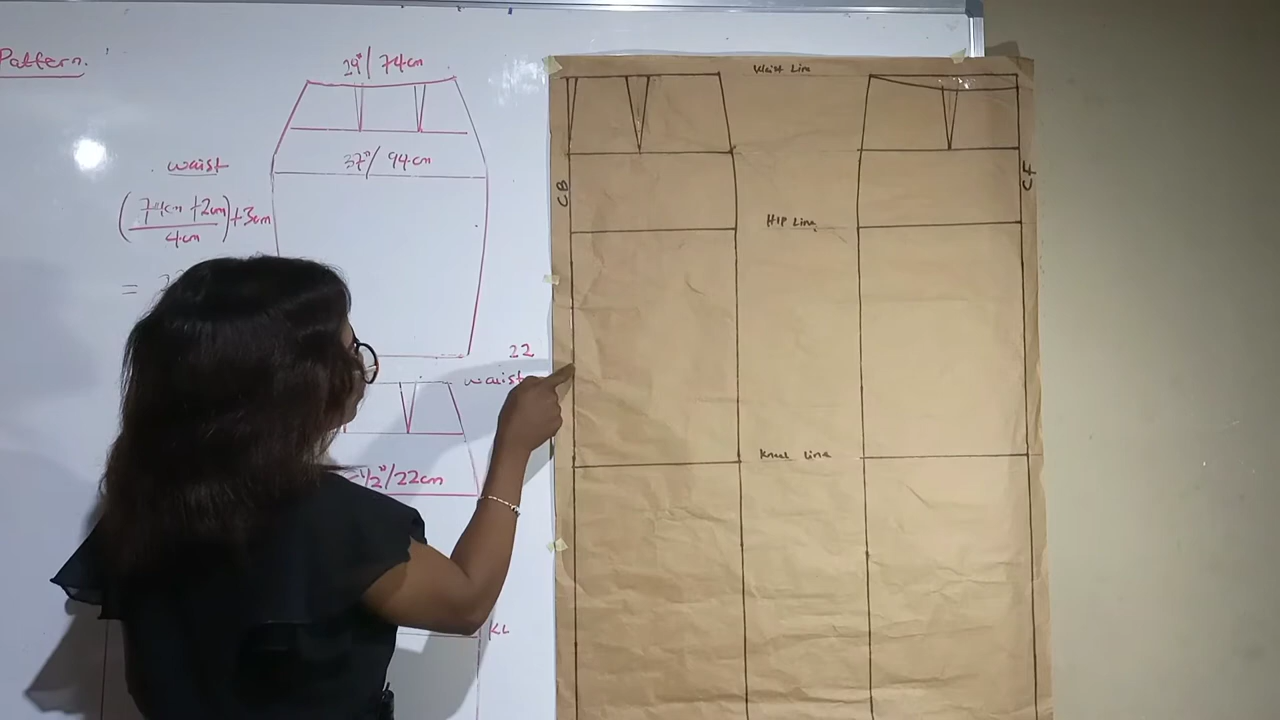 Pattern.
29"/ 74cm
37"/ 94cm
waist
(74cm +2cm)+3cm
4cm
=
22
waist
1/2"/22cm
KL
Waist Line
CB
CF
HIP Line
Knee Line